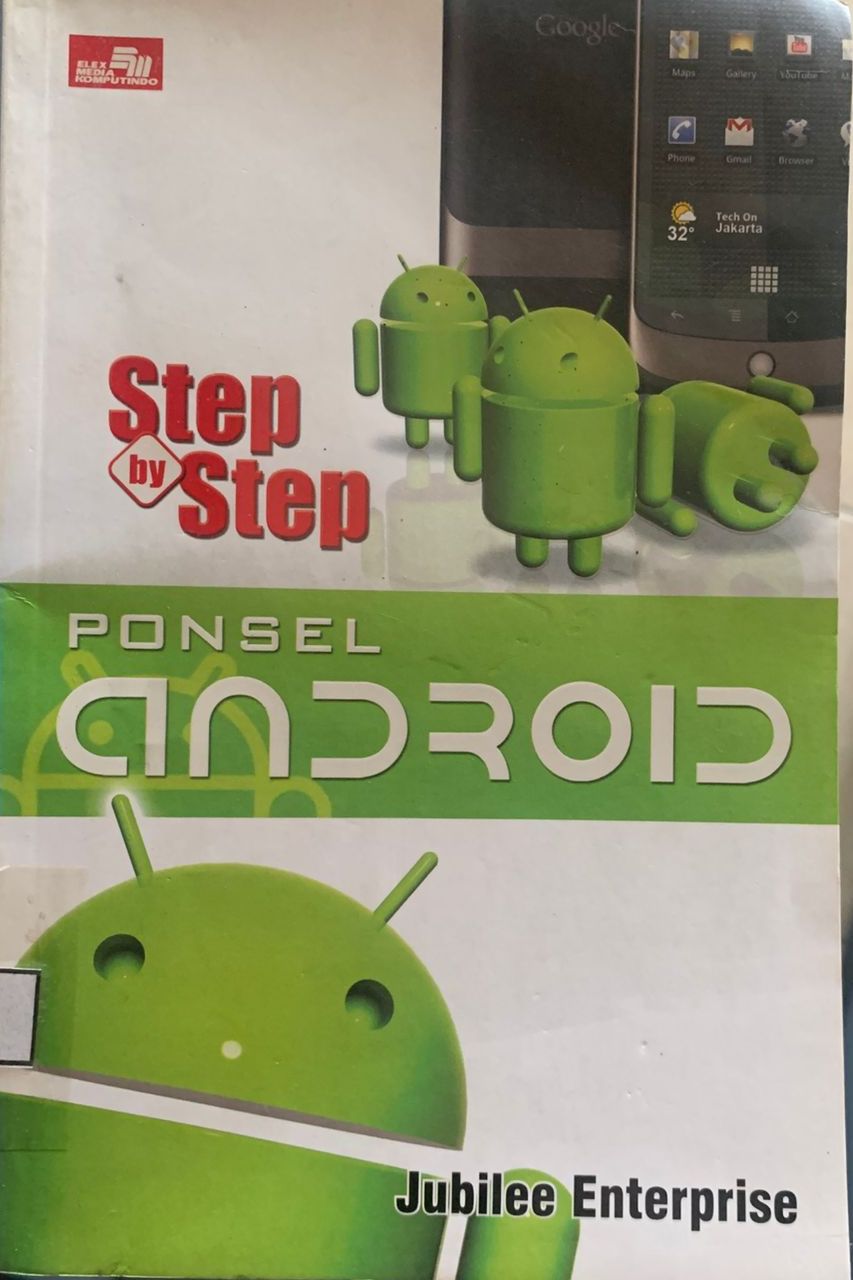 ELEX
MEDIA
KOMPUTINDO
Google
Maps Gallery YouTube
Phone Gmail Browser
32°
Tech On
Jakarta
Step
by
Step
PONSEL
ANDROID
Jubilee Enterprise